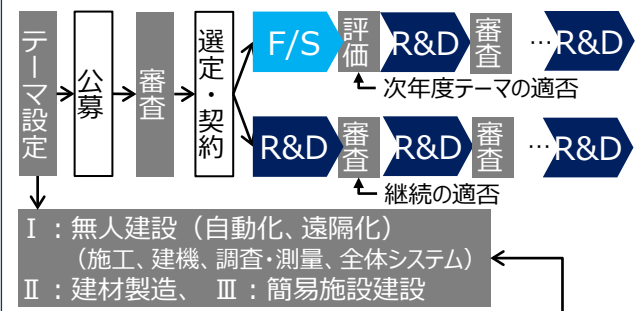 テーマ設定
公募
審査
選定・契約
F/S
評価
R&D
審査
…R&D
次年度テーマの適否
R&D
審査
R&D
審査
…R&D
継続の適否
Ⅰ：無人建設（自動化、遠隔化）
（施工、建機、調査・測量、全体システム）
Ⅱ：建材製造、 Ⅲ：簡易施設建設